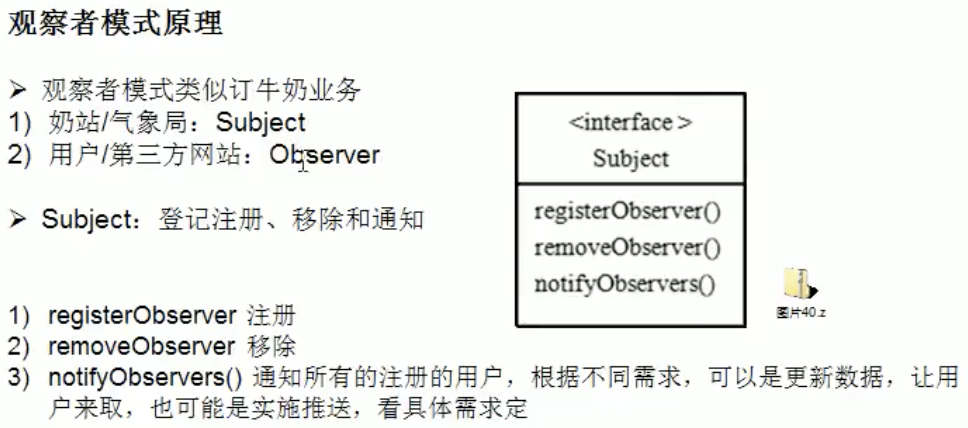 观察者模式原理
➢ 观察者模式类似订牛奶业务
1) 奶站/气象局：Subject
2) 用户/第三方网站：Observer
➢ Subject：登记注册、移除和通知
1) registerObserver 注册
2) removeObserver 移除
3) notifyObservers() 通知所有的注册的用户，根据不同需求，可以是更新数据，让用
户来取，也可能是实施推送，看具体需求定
<interface >
Subject
registerObserver()
removeObserver()
notifyObservers()
图片40.z